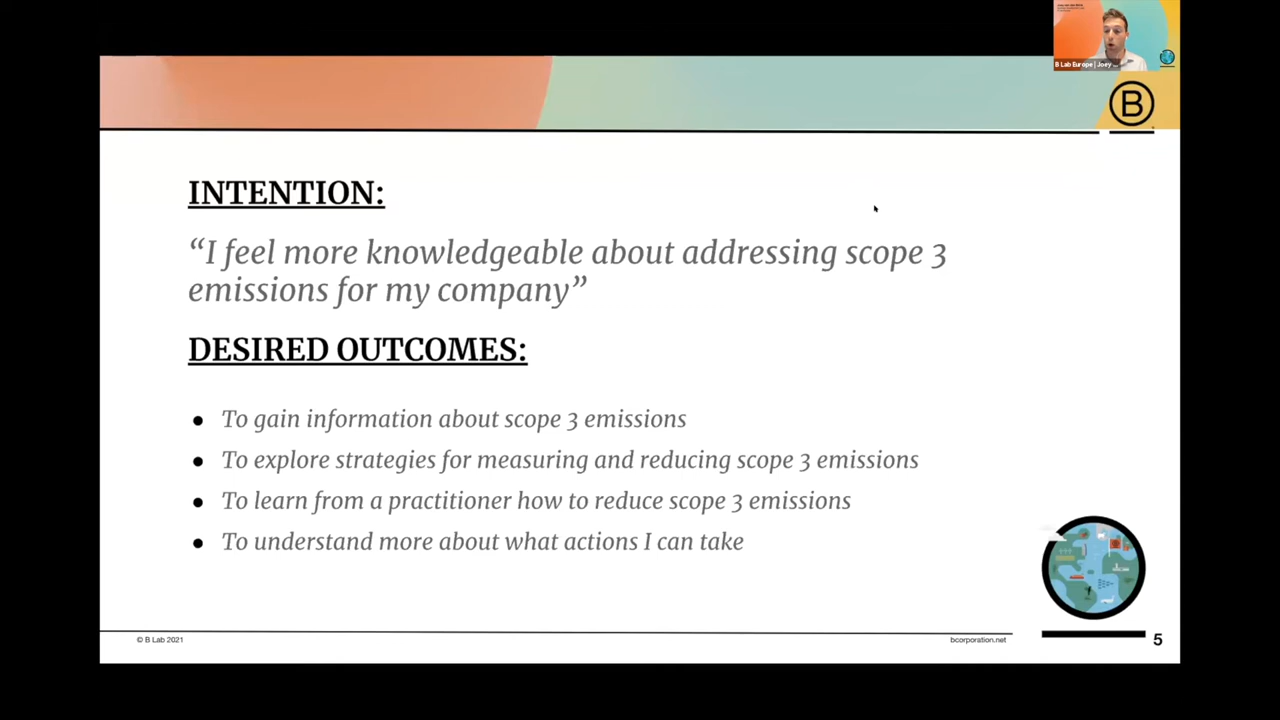 B Lab Europe | Joey
B
INTENTION:
“I feel more knowledgeable about addressing scope 3
emissions for my company”
DESIRED OUTCOMES:
● To gain information about scope 3 emissions
● To explore strategies for measuring and reducing scope 3 emissions
● To learn from a practitioner how to reduce scope 3 emissions
● To understand more about what actions I can take
© B Lab 2021
bcorporation.net
5